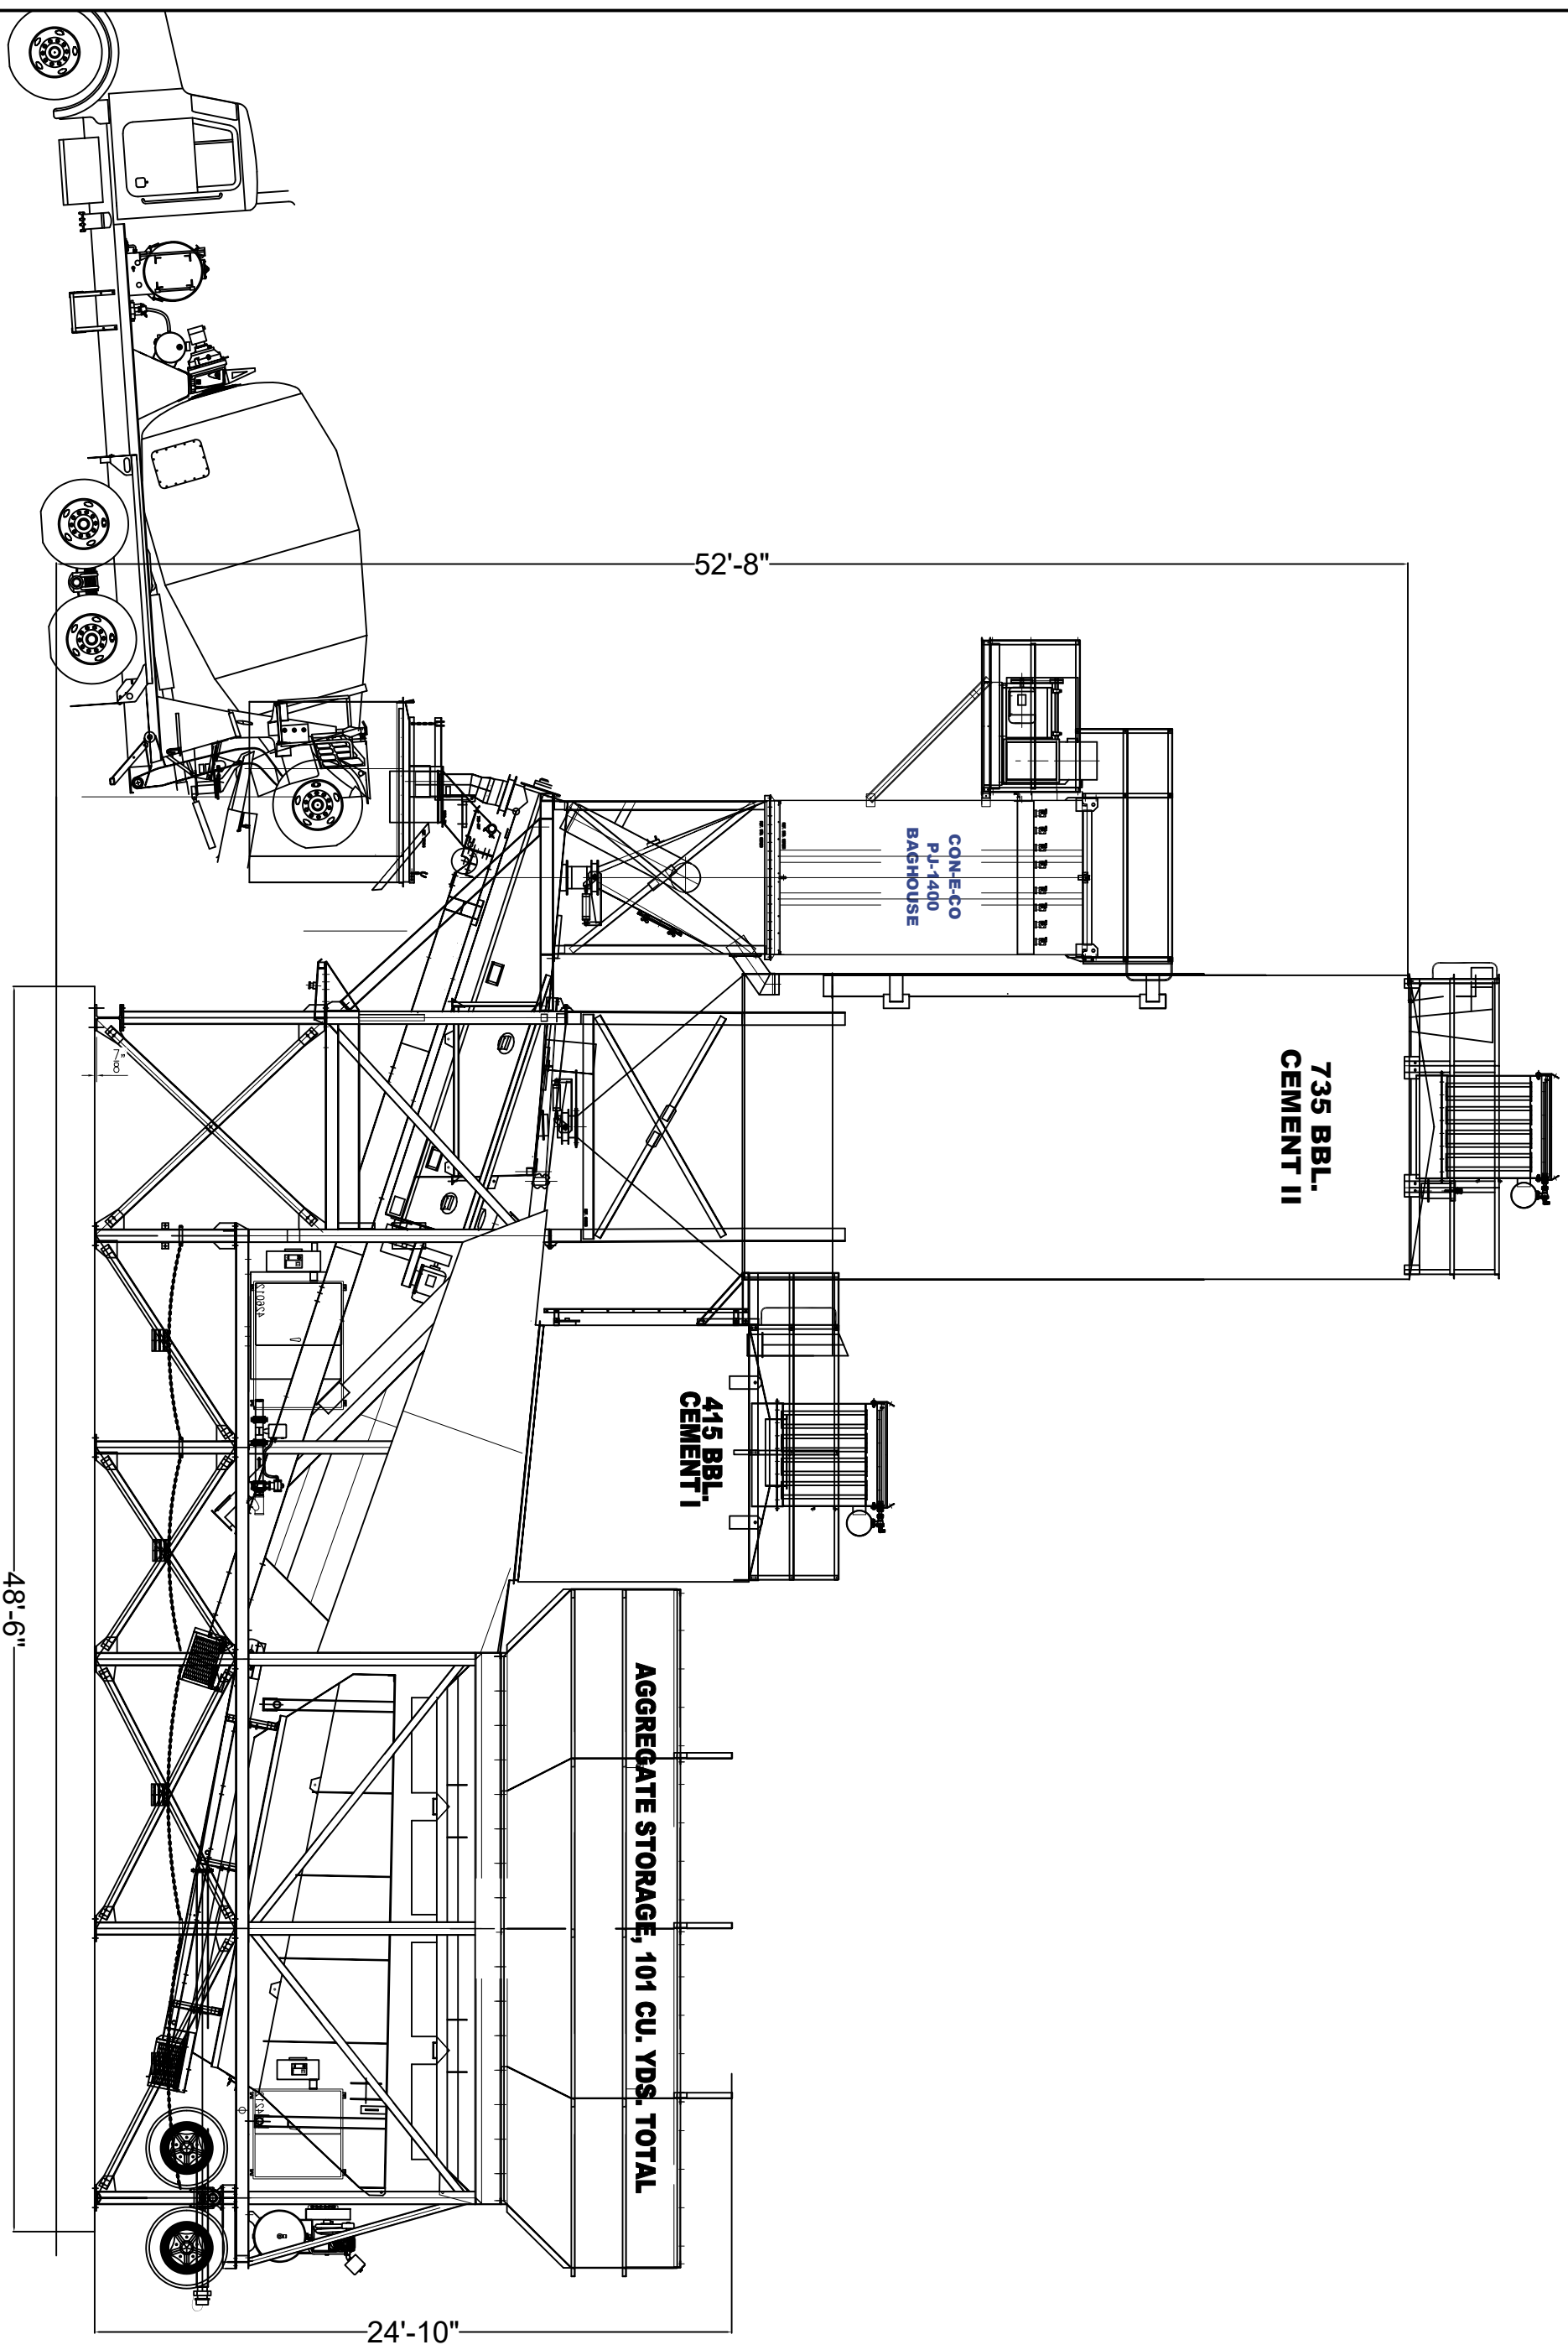 52'-8"
CON-E-CO
PJ-1400
BAGHOUSE
735 BBL.
CEMENT II
7"
8
415 BBL.
CEMENT I
AGGREGATE STORAGE, 101 CU. YDS. TOTAL
48'-6"
24'-10"